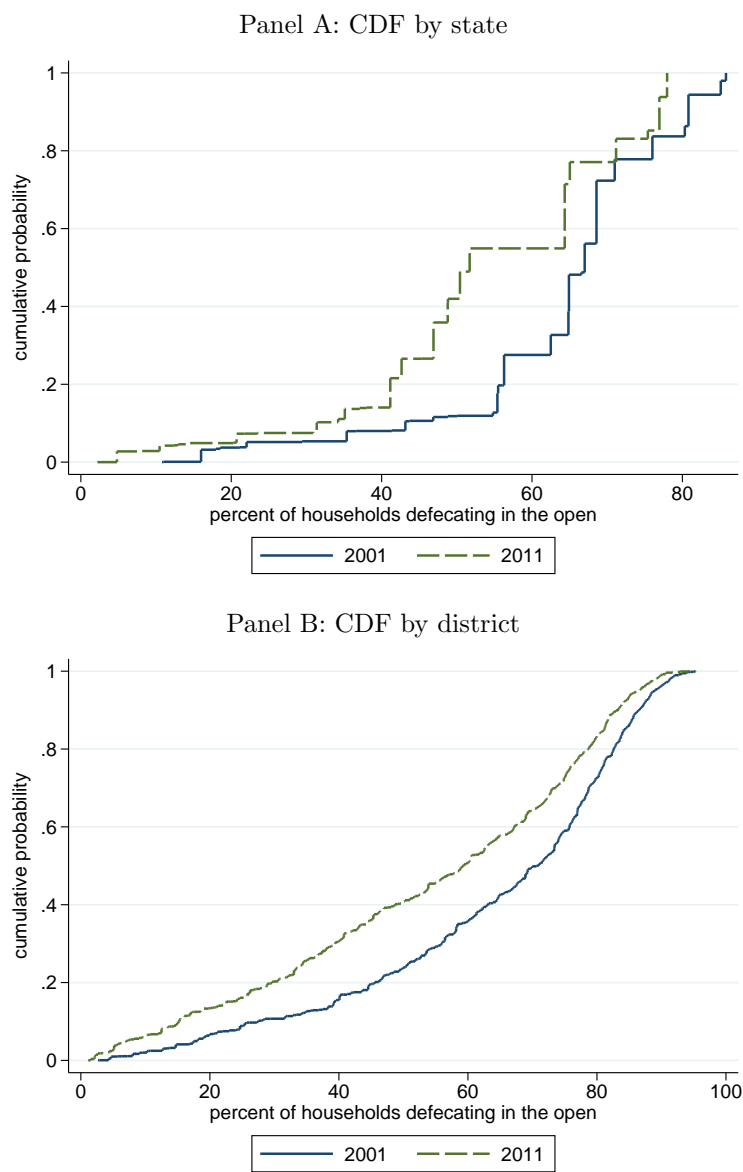 Panel A: CDF by state
1
.8
.6
.4
.2
0
cumulative probability
0 20 40 60 80
percent of households defecating in the open
2001 2011
Panel B: CDF by district
1
.8
.6
.4
.2
0
cumulative probability
0 20 40 60 80 100
percent of households defecating in the open
2001 2011